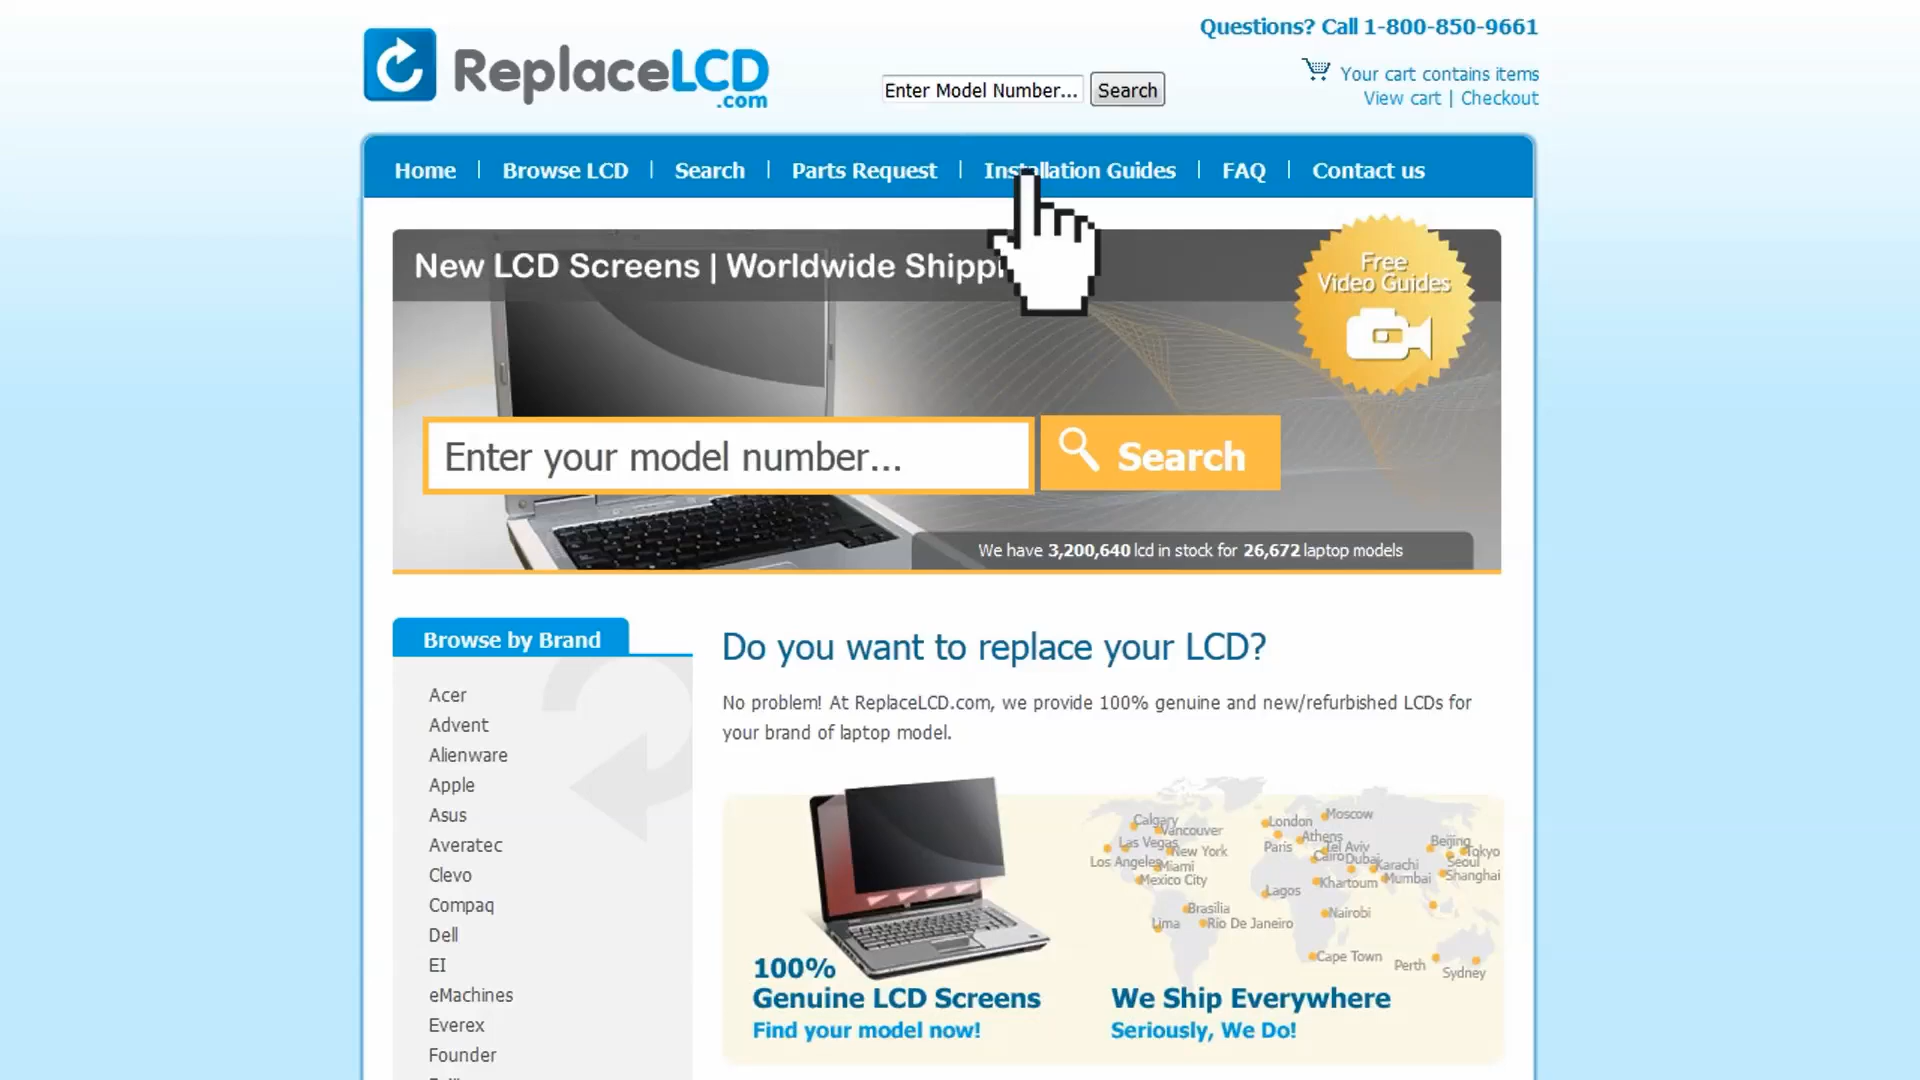 Questions? Call 1-800-850-9661
ReplaceLCD
.com
Enter Model Number...
Search
Your cart contains items
View cart | Checkout
Home | Browse LCD | Search | Parts Request | Installation Guides | FAQ | Contact us
New LCD Screens | Worldwide Shippi
Free
Video Guides
Enter your model number...
Search
We have 3,200,640 lcd in stock for 26,672 laptop models
Browse by Brand
Acer
Advent
Alienware
Apple
Asus
Averatec
Clevo
Compaq
Dell
EI
eMachines
Everex
Founder
Do you want to replace your LCD?
No problem! At ReplaceLCD.com, we provide 100% genuine and new/refurbished LCDs for
your brand of laptop model.
100%
Genuine LCD Screens
Find your model now!
Calgary
Vancouver
Las Vegas
New York
Los Angeles
Miami
Mexico City
Brasilia
Lima
Rio De Janeiro
London
Moscow
Athens
Paris
Tel Aviv
Cairo
Dubai
Karachi
Khartoum
Mumbai
Lagos
Nairobi
Cape Town
Beijing
Tokyo
Seoul
Shanghai
Perth
Sydney
We Ship Everywhere
Seriously, We Do!